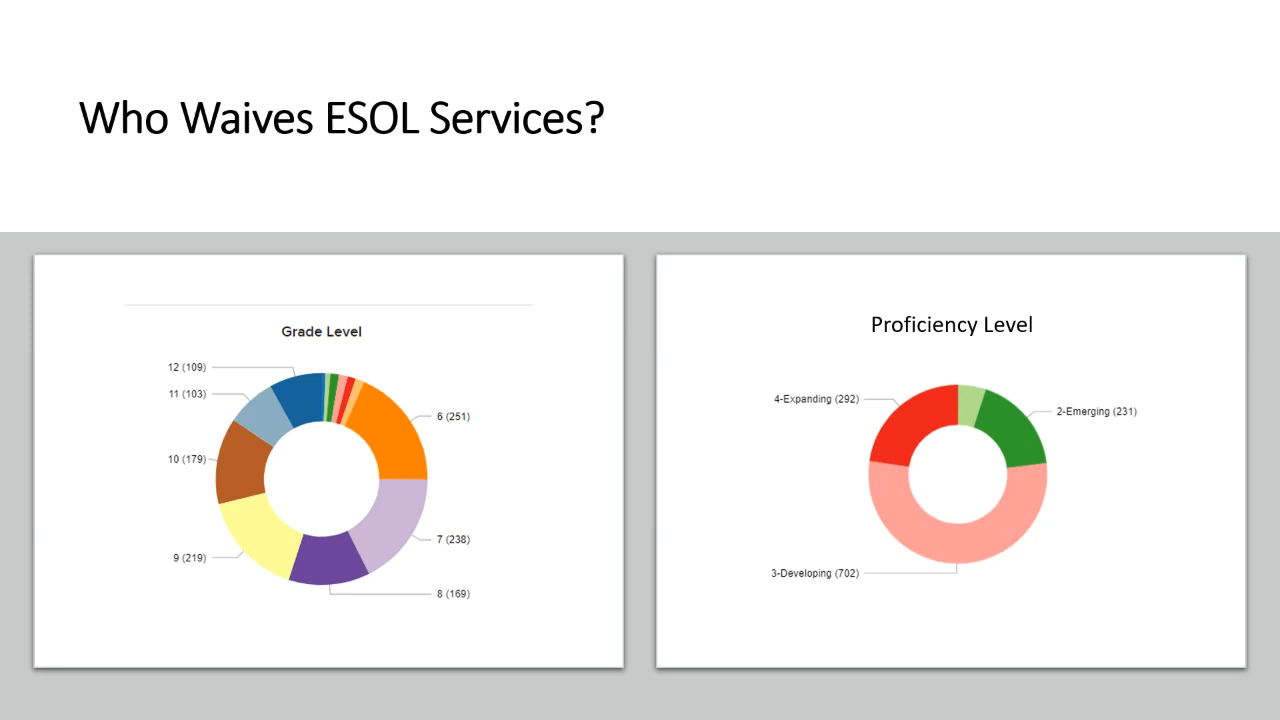 Who Waives ESOL Services?
Grade Level
12 (109)
11 (103)
6 (251)
10 (179)
7 (238)
9 (219)
8 (169)
Proficiency Level
4-Expanding (292)
2-Emerging (231)
3-Developing (702)